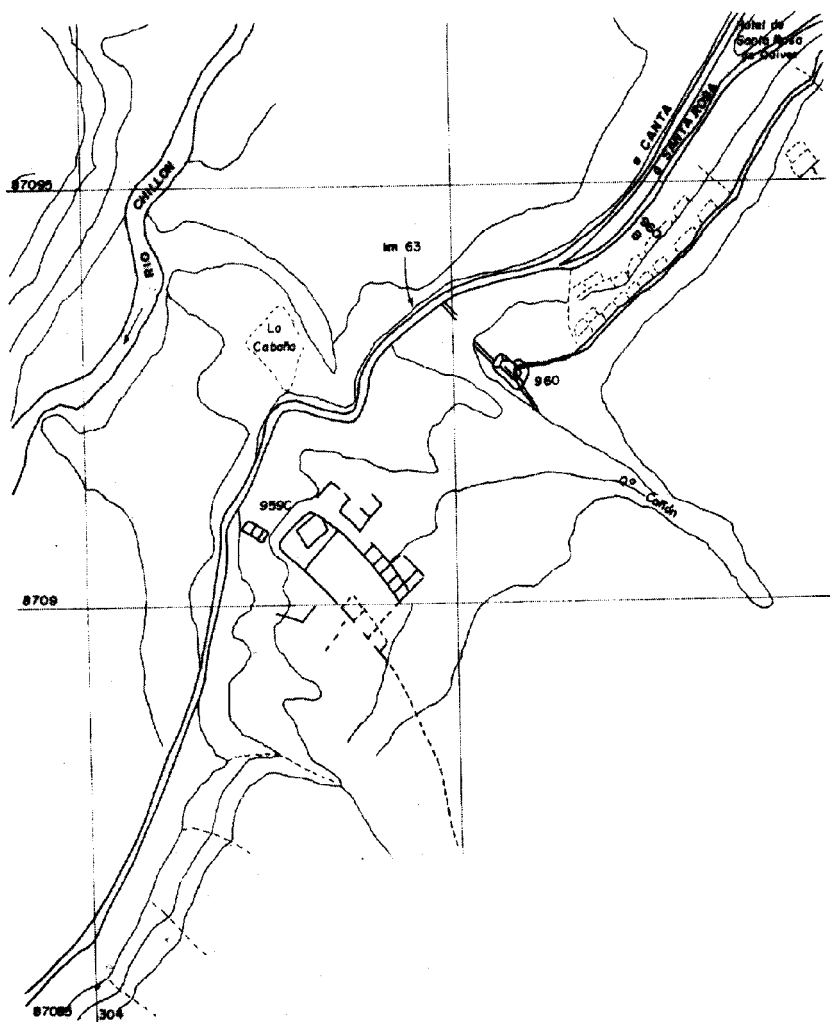 Hotel de
Santa Rosa
de Quives
a CANTA
a SANTA ROSA
87095
CHILLON
RIO
km 63
La
Cabaña
960
959C
Cañón
8709
87085
304